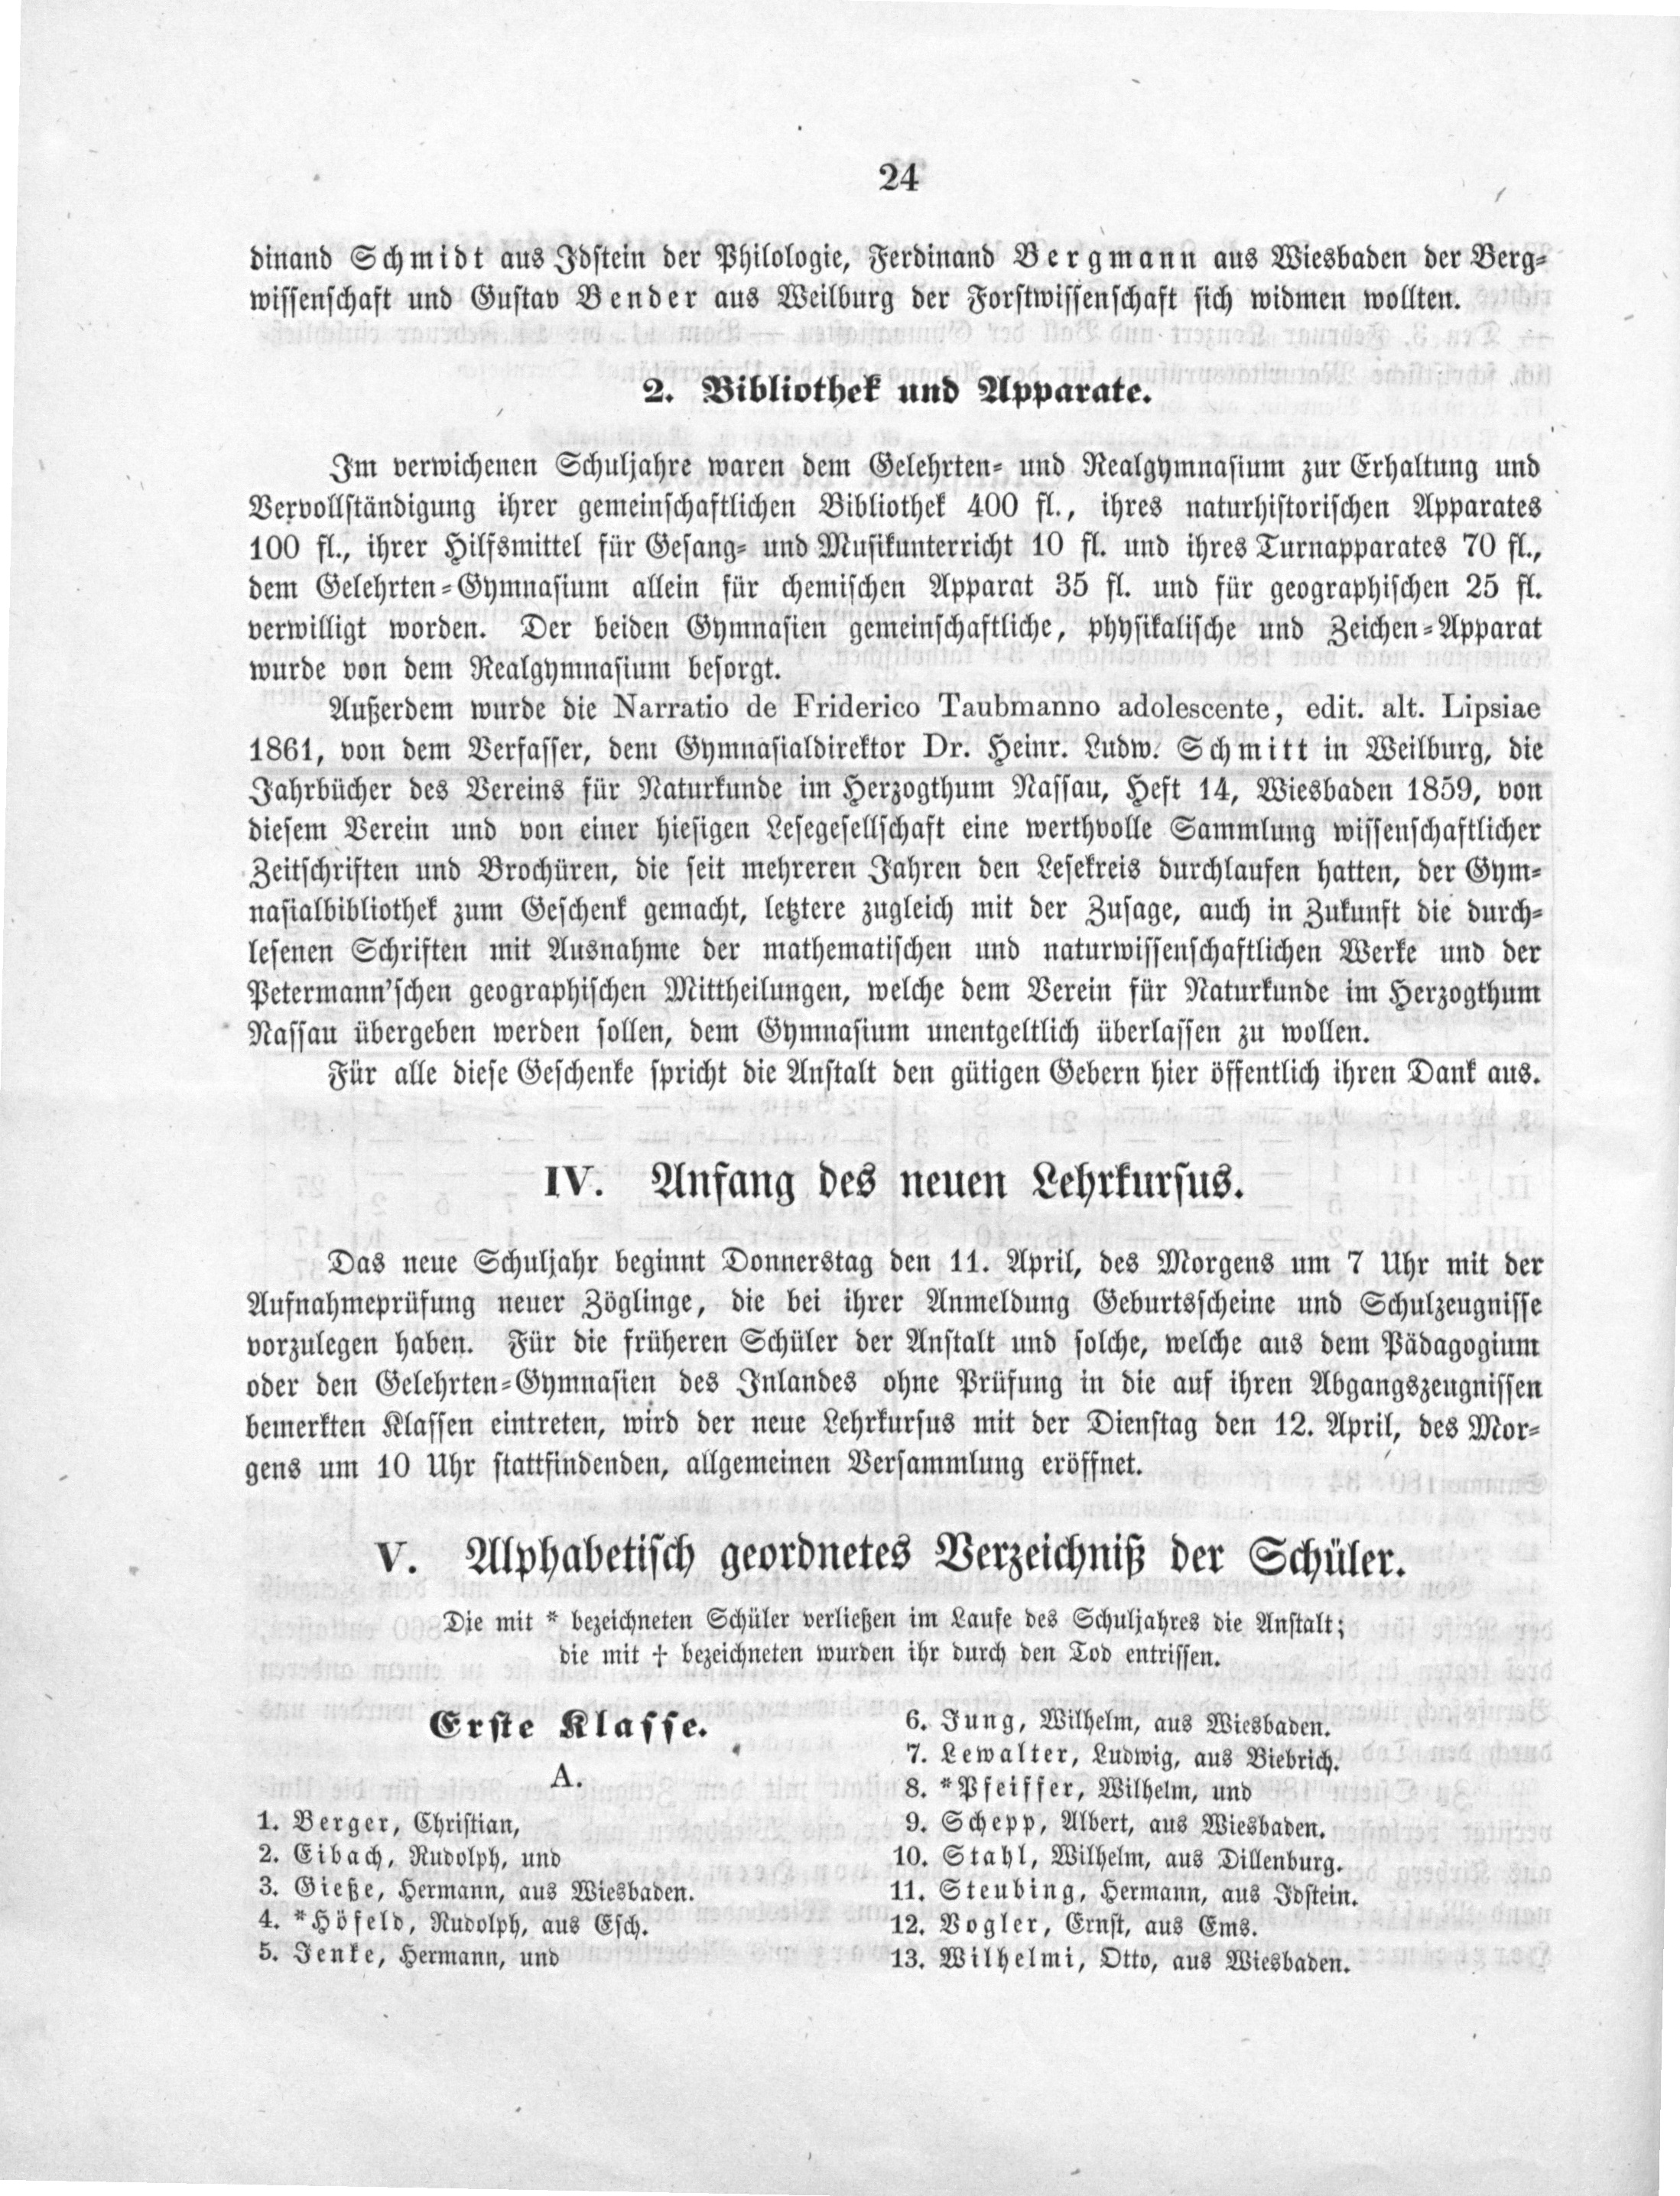 24
dinand Schmidt aus Idstein der Philologie, Ferdinand Bergmann aus Wiesbaden der Berg-
wissenschaft und Gustav Bender aus Weilburg der Forstwissenschaft sich widmen wollten.
2. Bibliothek und Apparate.
Im verwichenen Schuljahre waren dem Gelehrten- und Realgymnasium zur Erhaltung und
Vervollständigung ihrer gemeinschaftlichen Bibliothek 400 fl., ihres naturhistorischen Apparates
100 fl., ihrer Hilfsmittel für Gesang- und Musikunterricht 10 fl. und ihres Turnapparates 70 fl.,
dem Gelehrten-Gymnasium allein für chemischen Apparat 35 fl. und für geographischen 25 fl.
verwilligt worden. Der beiden Gymnasien gemeinschaftliche, physikalische und Zeichen-Apparat
wurde von dem Realgymnasium besorgt.
Außerdem wurde die Narratio de Friderico Taubmanno adolescente, edit. alt. Lipsiae
1861, von dem Verfasser, dem Gymnasialdirektor Dr. Heinr. Ludw. Schmitt in Weilburg, die
Jahrbücher des Vereins für Naturkunde im Herzogthum Nassau, Heft 14, Wiesbaden 1859, von
diesem Verein und von einer hiesigen Lesegesellschaft eine werthvolle Sammlung wissenschaftlicher
Zeitschriften und Brochüren, die seit mehreren Jahren den Lesekreis durchlaufen hatten, der Gym-
nasialbibliothek zum Geschenk gemacht, letztere zugleich mit der Zusage, auch in Zukunft die durch-
lesenen Schriften mit Ausnahme der mathematischen und naturwissenschaftlichen Werke und der
Petermann'schen geographischen Mittheilungen, welche dem Verein für Naturkunde im Herzogthum
Nassau übergeben werden sollen, dem Gymnasium unentgeltlich überlassen zu wollen.
Für alle diese Geschenke spricht die Anstalt den gütigen Gebern hier öffentlich ihren Dank aus.
IV. Anfang des neuen Lehrkursus.
Das neue Schuljahr beginnt Donnerstag den 11. April, des Morgens um 7 Uhr mit der
Aufnahmeprüfung neuer Zöglinge, die bei ihrer Anmeldung Geburtsscheine und Schulzeugnisse
vorzulegen haben. Für die früheren Schüler der Anstalt und solche, welche aus dem Pädagogium
oder den Gelehrten-Gymnasien des Inlandes ohne Prüfung in die auf ihren Abgangszeugnissen
bemerkten Klassen eintreten, wird der neue Lehrkursus mit der Dienstag den 12. April, des Mor-
gens um 10 Uhr stattfindenden, allgemeinen Versammlung eröffnet.
V. Alphabetisch geordnetes Verzeichniß der Schüler.
Die mit * bezeichneten Schüler verließen im Laufe des Schuljahres die Anstalt;
die mit † bezeichneten wurden ihr durch den Tod entrissen.
Erste Klasse.
A.
1. Berger, Christian,
2. Eibach, Rudolph, und
3. Gieße, Hermann, aus Wiesbaden.
4. *Höfeld, Rudolph, aus Esch.
5. Jenke, Hermann, und
6. Jung, Wilhelm, aus Wiesbaden.
7. Lewalter, Ludwig, aus Biebrich.
8. *Pfeiffer, Wilhelm, und
9. Schepp, Albert, aus Wiesbaden.
10. Stahl, Wilhelm, aus Dillenburg.
11. Steubing, Hermann, aus Idstein.
12. Vogler, Ernst, aus Ems.
13. Wilhelmi, Otto, aus Wiesbaden.